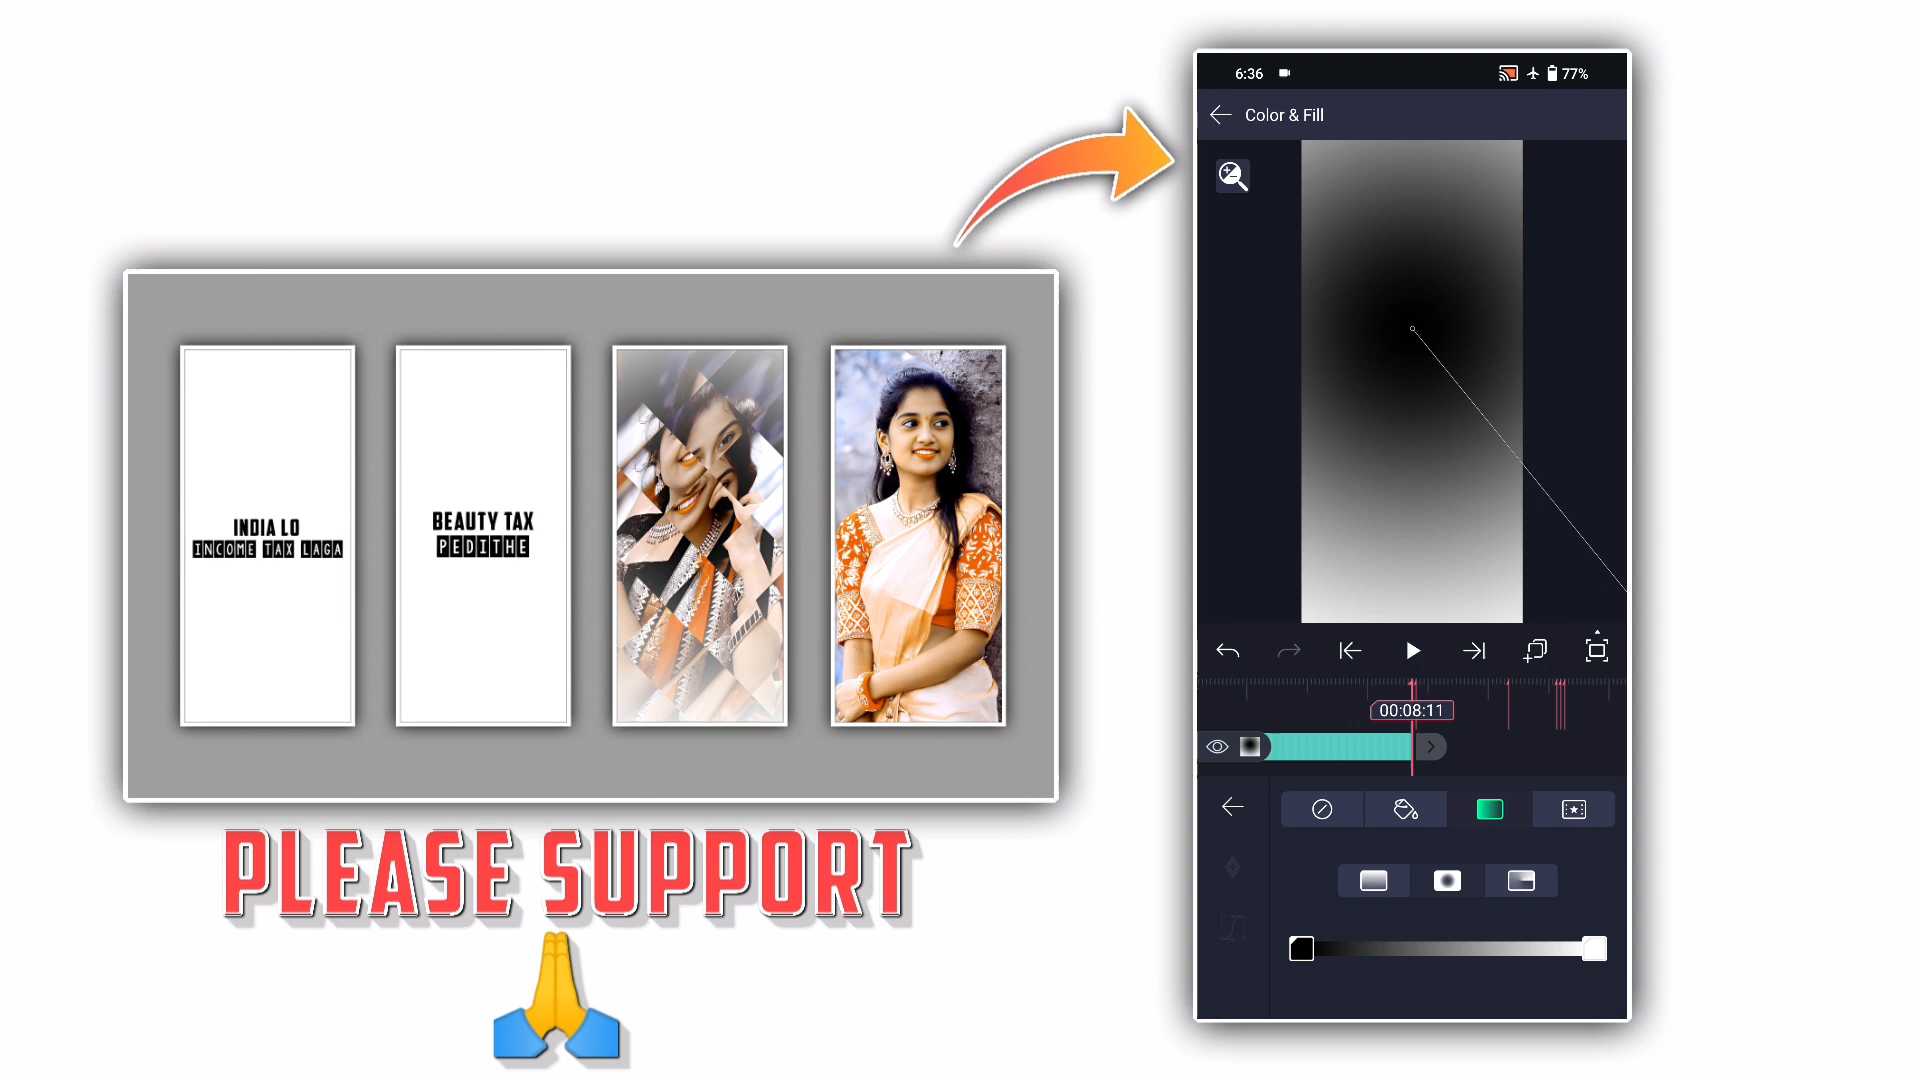 INDIA LO
INCOME TAX LAGA
BEAUTY TAX
PEDITHE
PLEASE SUPPORT
6:36
77%
Color & Fill
00:08:11